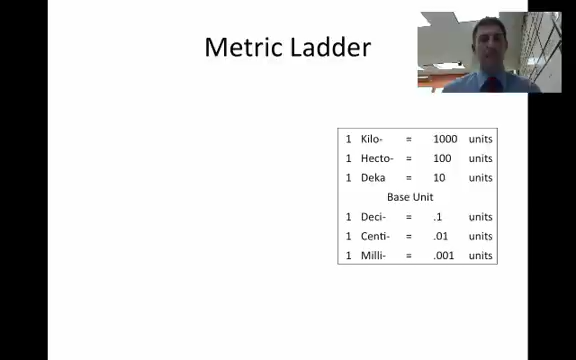 Metric Ladder
1 Kilo- = 1000 units
1 Hecto- = 100 units
1 Deka = 10 units
Base Unit
1 Deci- = .1 units
1 Centi- = .01 units
1 Milli- = .001 units